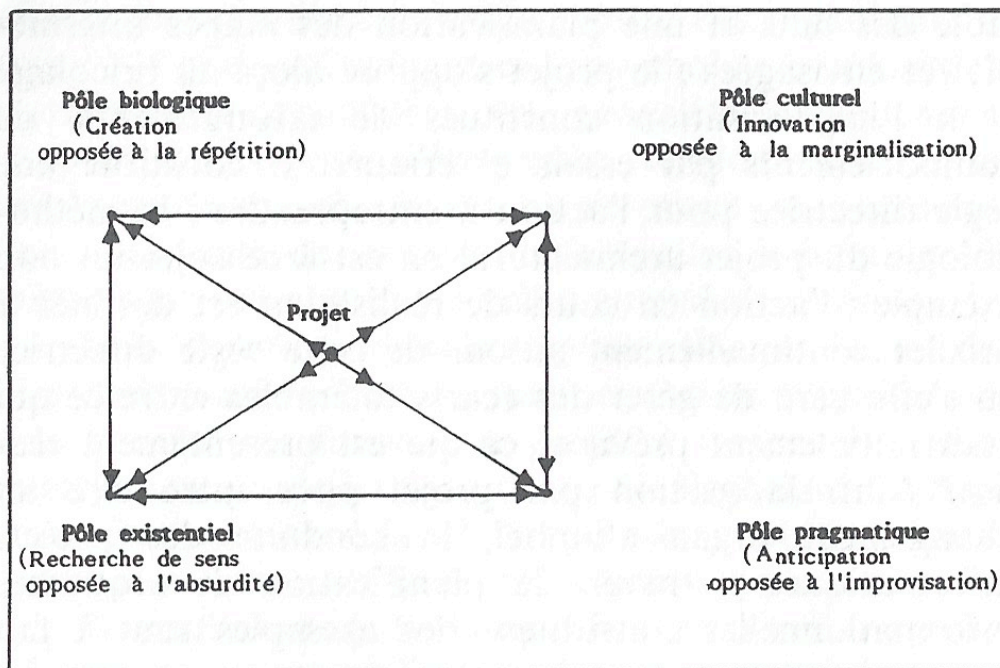 Pôle biologique
(Création
opposée à la répétition)
Pôle culturel
(Innovation
opposée à la marginalisation)
Projet
Pôle existentiel
(Recherche de sens
opposée à l'absurdité)
Pôle pragmatique
(Anticipation
opposée à l'improvisation)